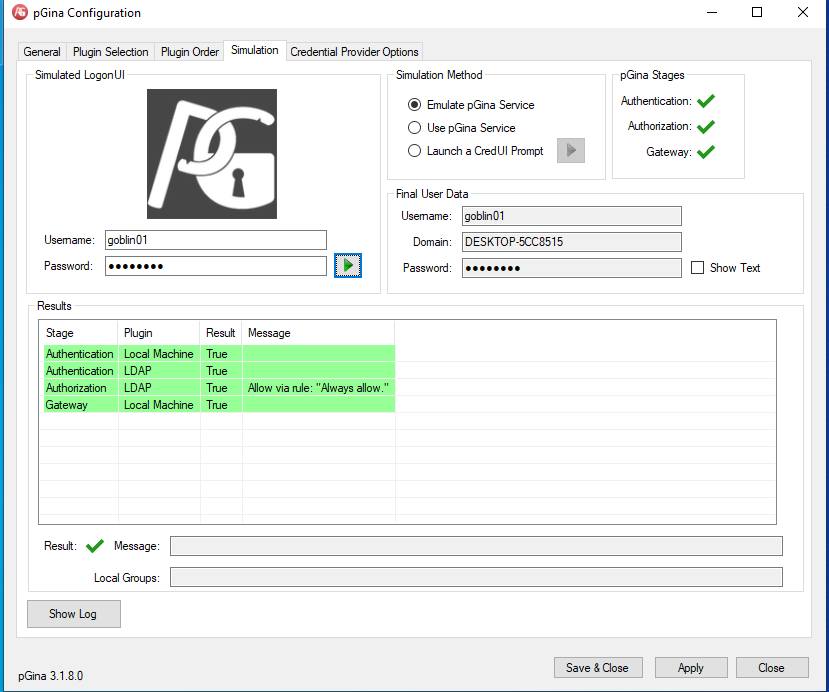 pGina Configuration
General Plugin Selection Plugin Order Simulation Credential Provider Options
Simulated LogonUI
Username: goblin01
Password: ●●●●●●●●
Simulation Method
Emulate pGina Service
Use pGina Service
Launch a CredUI Prompt
pGina Stages
Authentication:
Authorization:
Gateway:
Final User Data
Username: goblin01
Domain: DESKTOP-5CC8515
Password: ●●●●●●●● Show Text
Results
Stage Plugin Result Message
Authentication Local Machine True
Authentication LDAP True
Authorization LDAP True Allow via rule: "Always allow."
Gateway Local Machine True
Result: Message:
Local Groups:
Show Log
pGina 3.1.8.0
Save & Close Apply Close